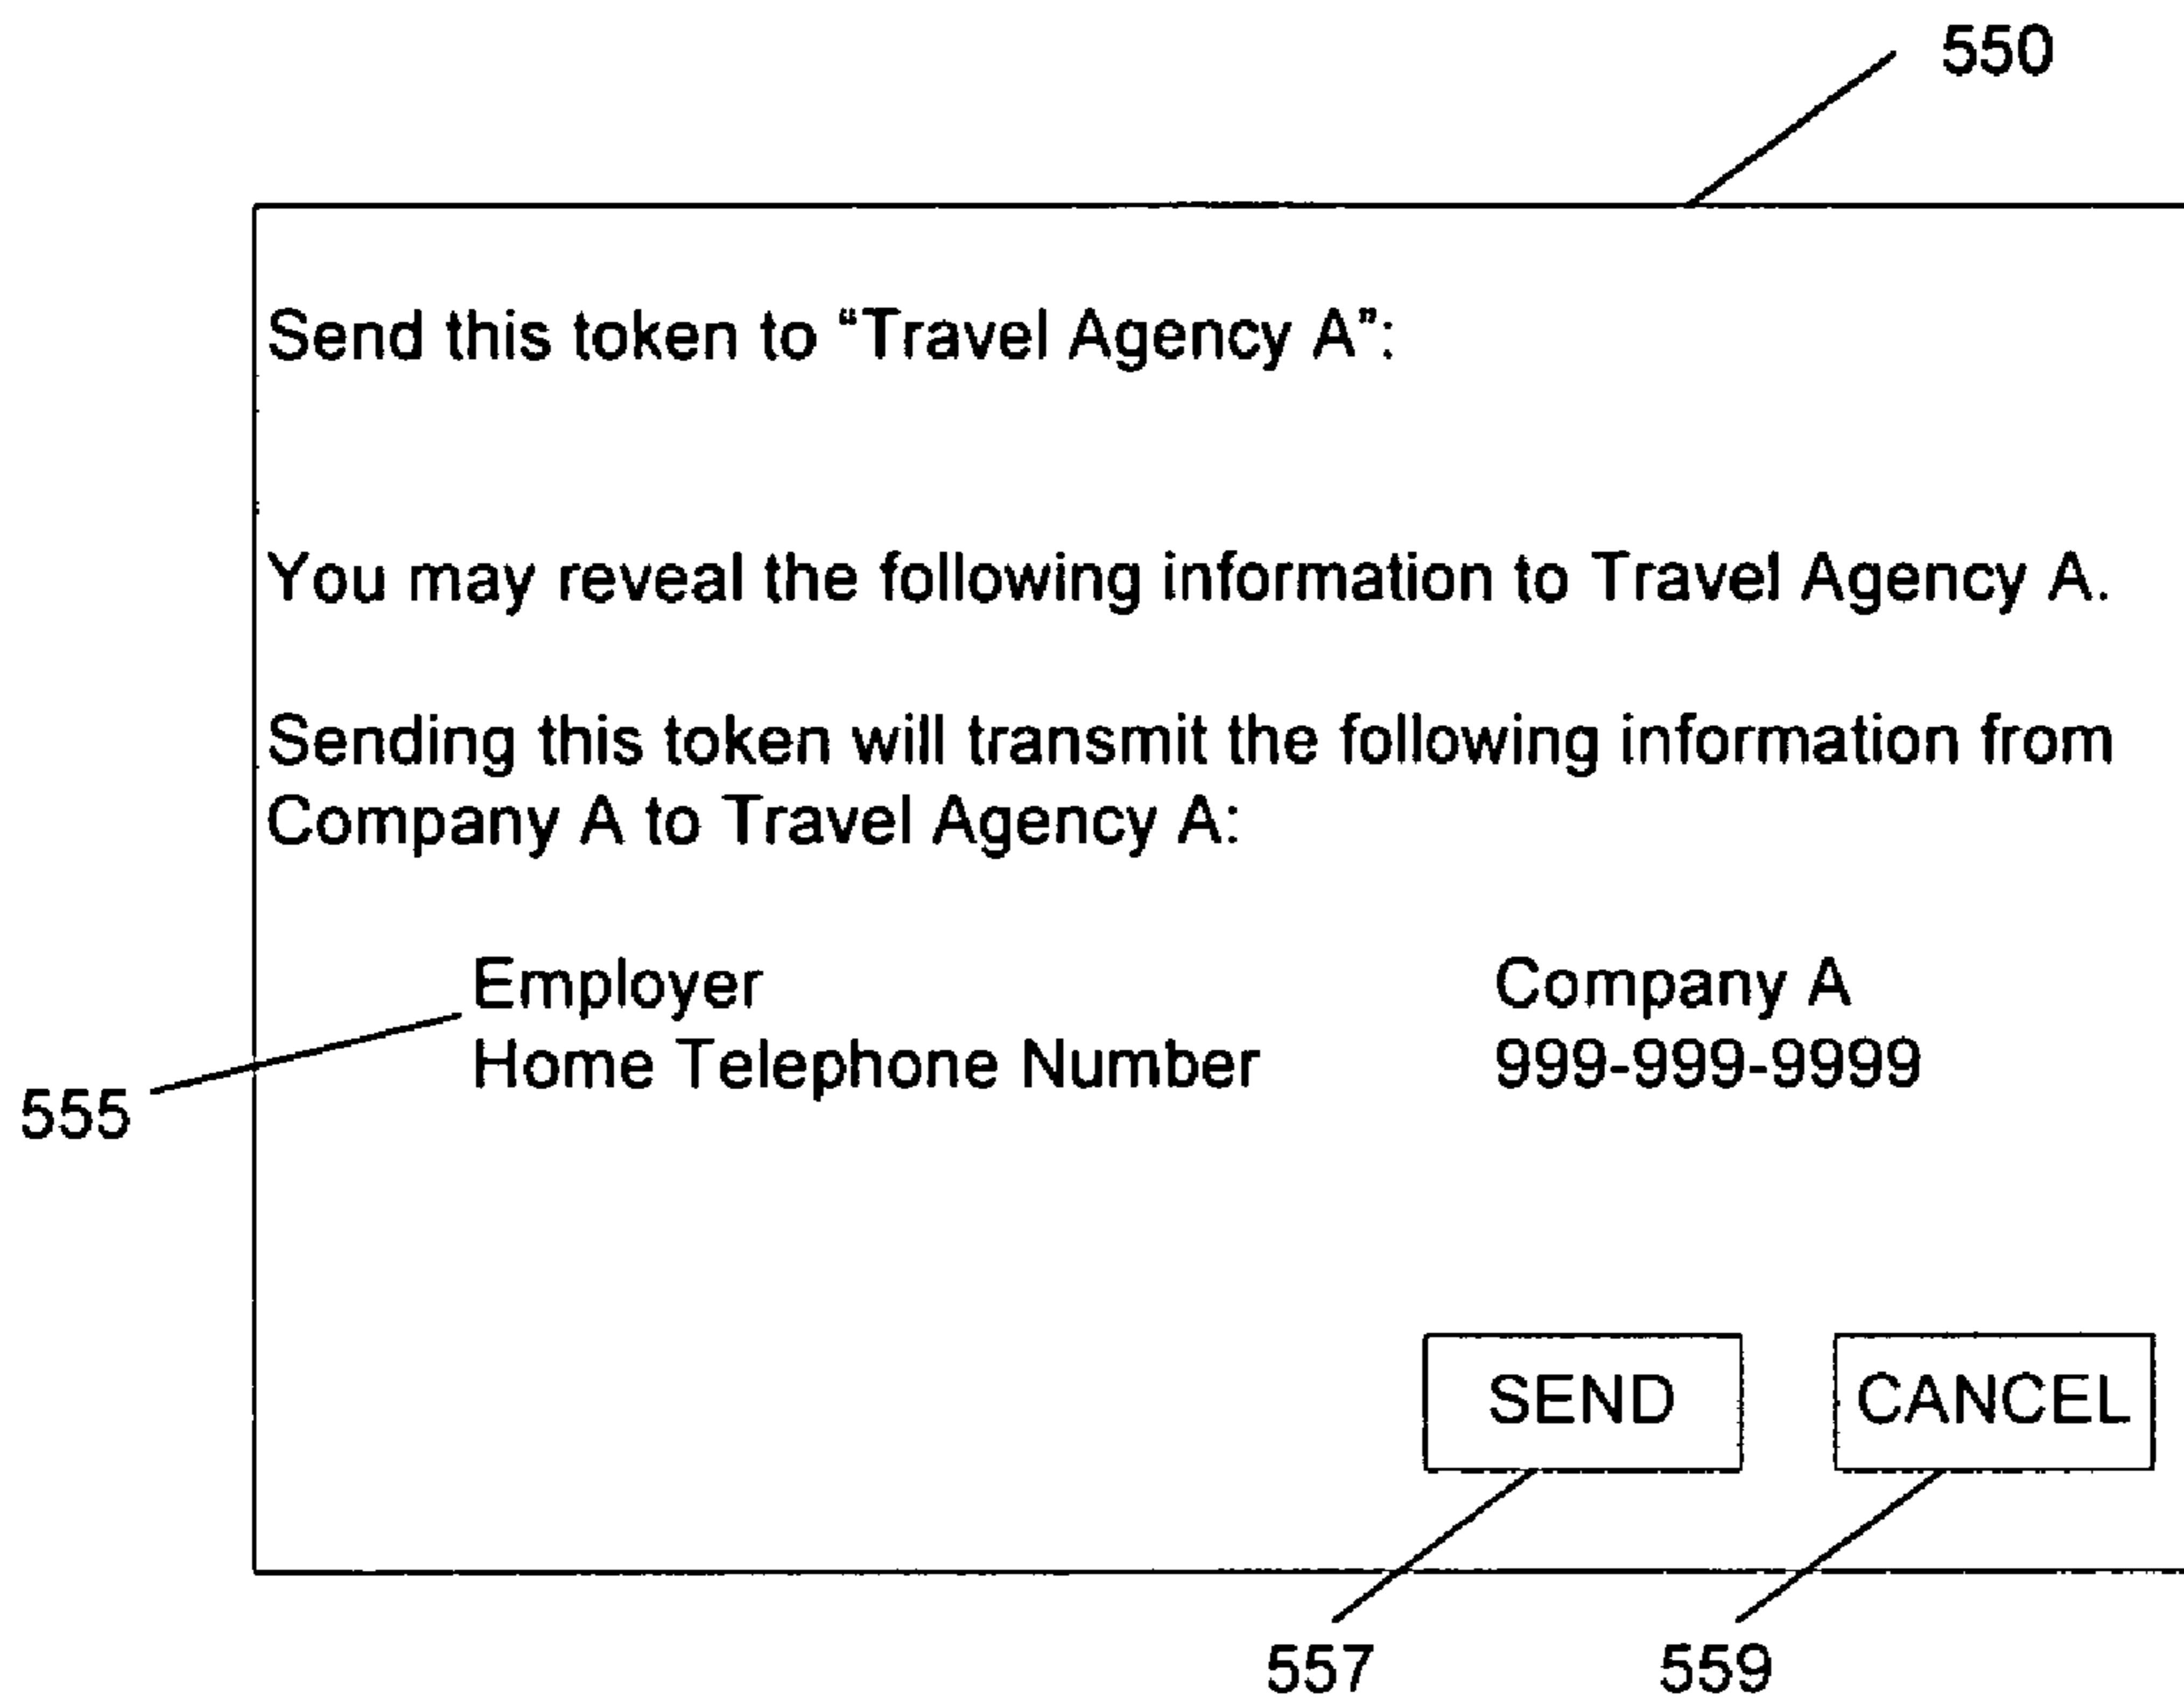 550
Send this token to “Travel Agency A”:
You may reveal the following information to Travel Agency A.
Sending this token will transmit the following information from
Company A to Travel Agency A:
Employer Company A
Home Telephone Number 999-999-9999
555
SEND CANCEL
557 559